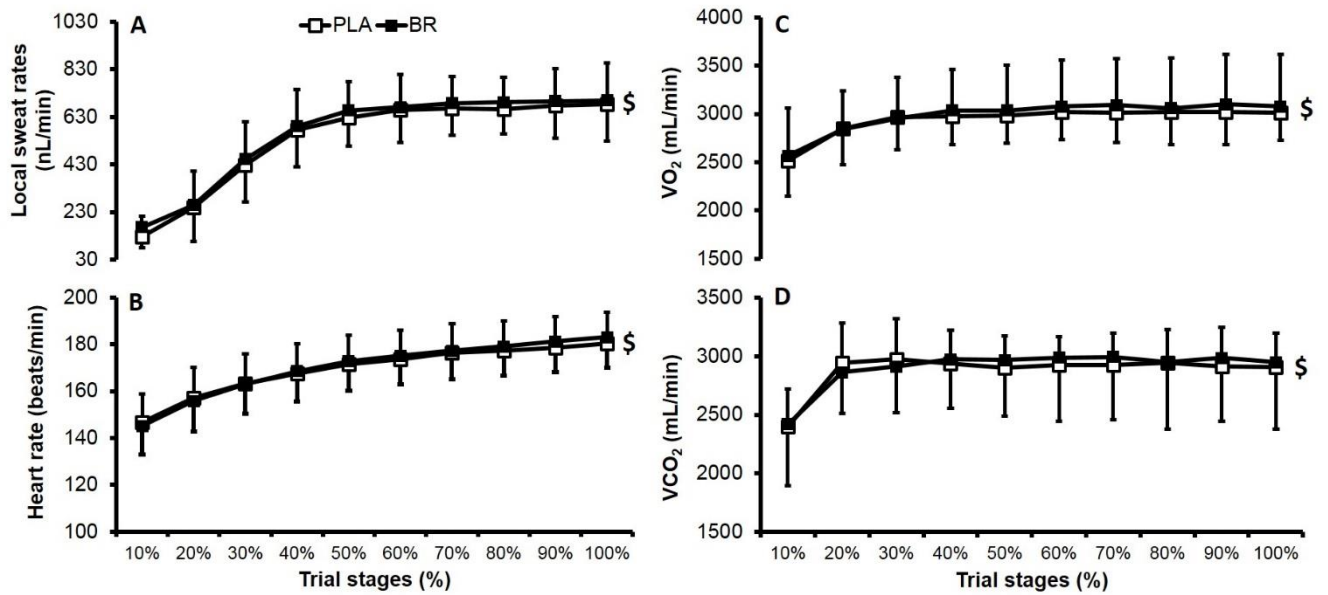 A
PLA BR
Local sweat rates
(nL/min)
1030
830
630
430
230
30
$
B
Heart rate (beats/min)
200
180
160
140
120
100
$
10% 20% 30% 40% 50% 60% 70% 80% 90% 100%
Trial stages (%)
C
VO₂ (mL/min)
4000
3500
3000
2500
2000
1500
$
D
VCO₂ (mL/min)
3500
3000
2500
2000
1500
$
10% 20% 30% 40% 50% 60% 70% 80% 90% 100%
Trial stages (%)